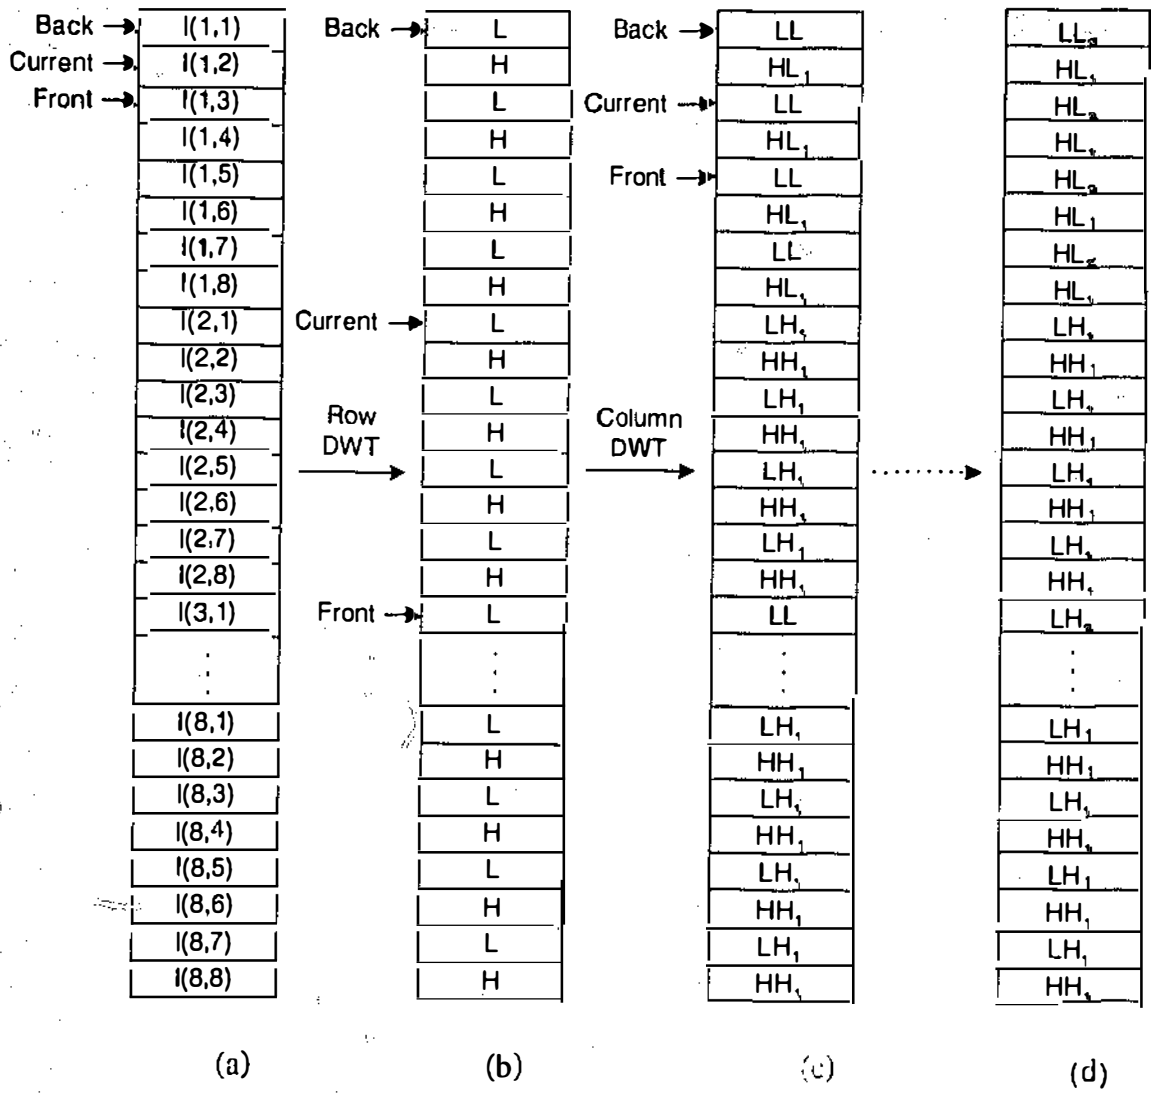 Back
Current
Front
I(1,1)
I(1,2)
I(1,3)
I(1,4)
I(1,5)
I(1,6)
I(1,7)
I(1,8)
I(2,1)
I(2,2)
I(2,3)
I(2,4)
I(2,5)
I(2,6)
I(2,7)
I(2,8)
I(3,1)
I(8,1)
I(8,2)
I(8,3)
I(8,4)
I(8,5)
I(8,6)
I(8,7)
I(8,8)
(a)
Row
DWT
Back
Current
Front
L
H
L
H
L
H
L
H
L
H
L
H
L
H
L
H
L
L
H
L
H
L
H
L
H
(b)
Column
DWT
Back
Current
Front
LL
HL₁
LL
HL₁
LL
HL₁
LL
HL₁
LH₁
HH₁
LH₁
HH₁
LH₁
HH₁
LH₁
HH₁
LL
LH₁
HH₁
LH₁
HH₁
LH₁
HH₁
LH₁
HH₁
(c)
LL₃
HL₁
HL₂
HL₁
HL₃
HL₁
HL₂
HL₁
LH₁
HH₁
LH₁
HH₁
LH₁
HH₁
LH₁
HH₁
LH₂
LH₁
HH₁
LH₁
HH₁
LH₁
HH₁
LH₁
HH₁
(d)